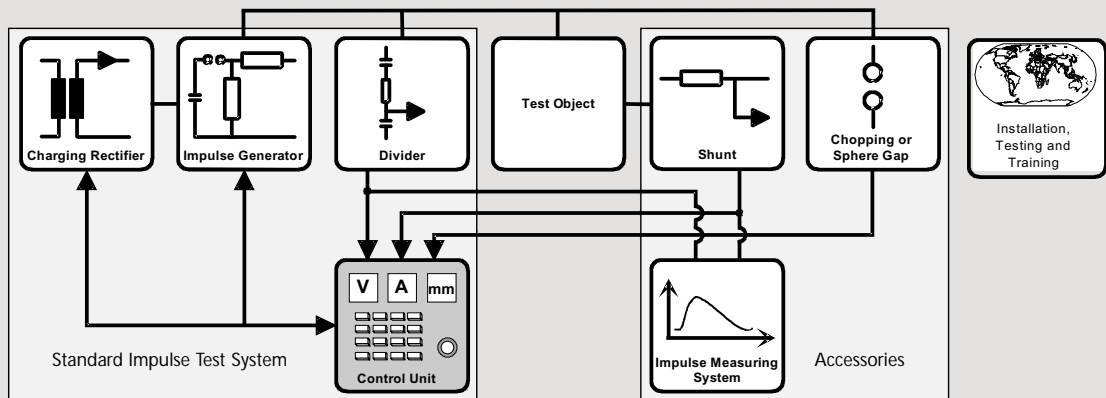 Charging Rectifier
Impulse Generator
Divider
Test Object
Shunt
Chopping or
Sphere Gap
Installation,
Testing and
Training
V
A
mm
Control Unit
Standard Impulse Test System
Impulse Measuring
System
Accessories